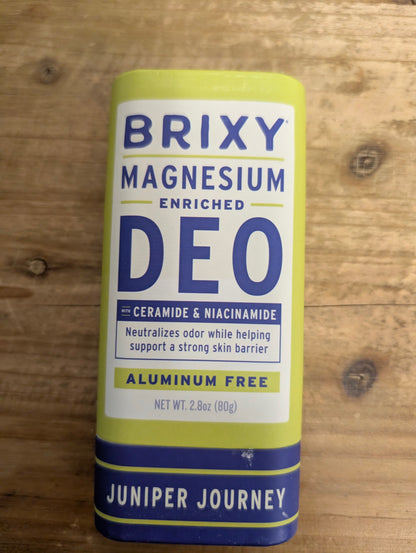 BRIXY
MAGNESIUM
ENRICHED
DEO
WITH CERAMIDE & NIACINAMIDE
Neutralizes odor while helping
support a strong skin barrier
ALUMINUM FREE
NET WT. 2.8oz (80g)
JUNIPER JOURNEY